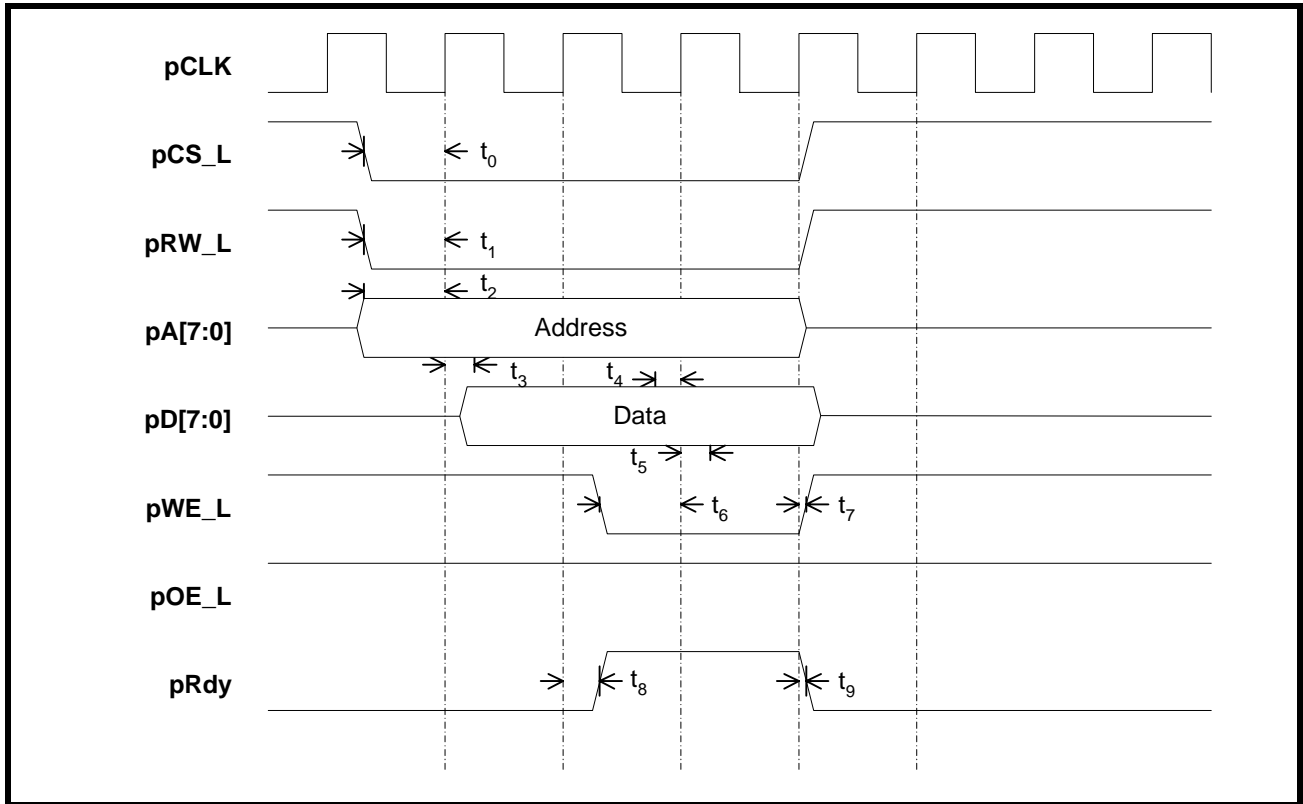 pCLK
pCS_L t0
pRW_L t1
t2
pA[7:0] Address
t3 t4
pD[7:0] Data
t5
pWE_L t6 t7
pOE_L
pRdy t8 t9